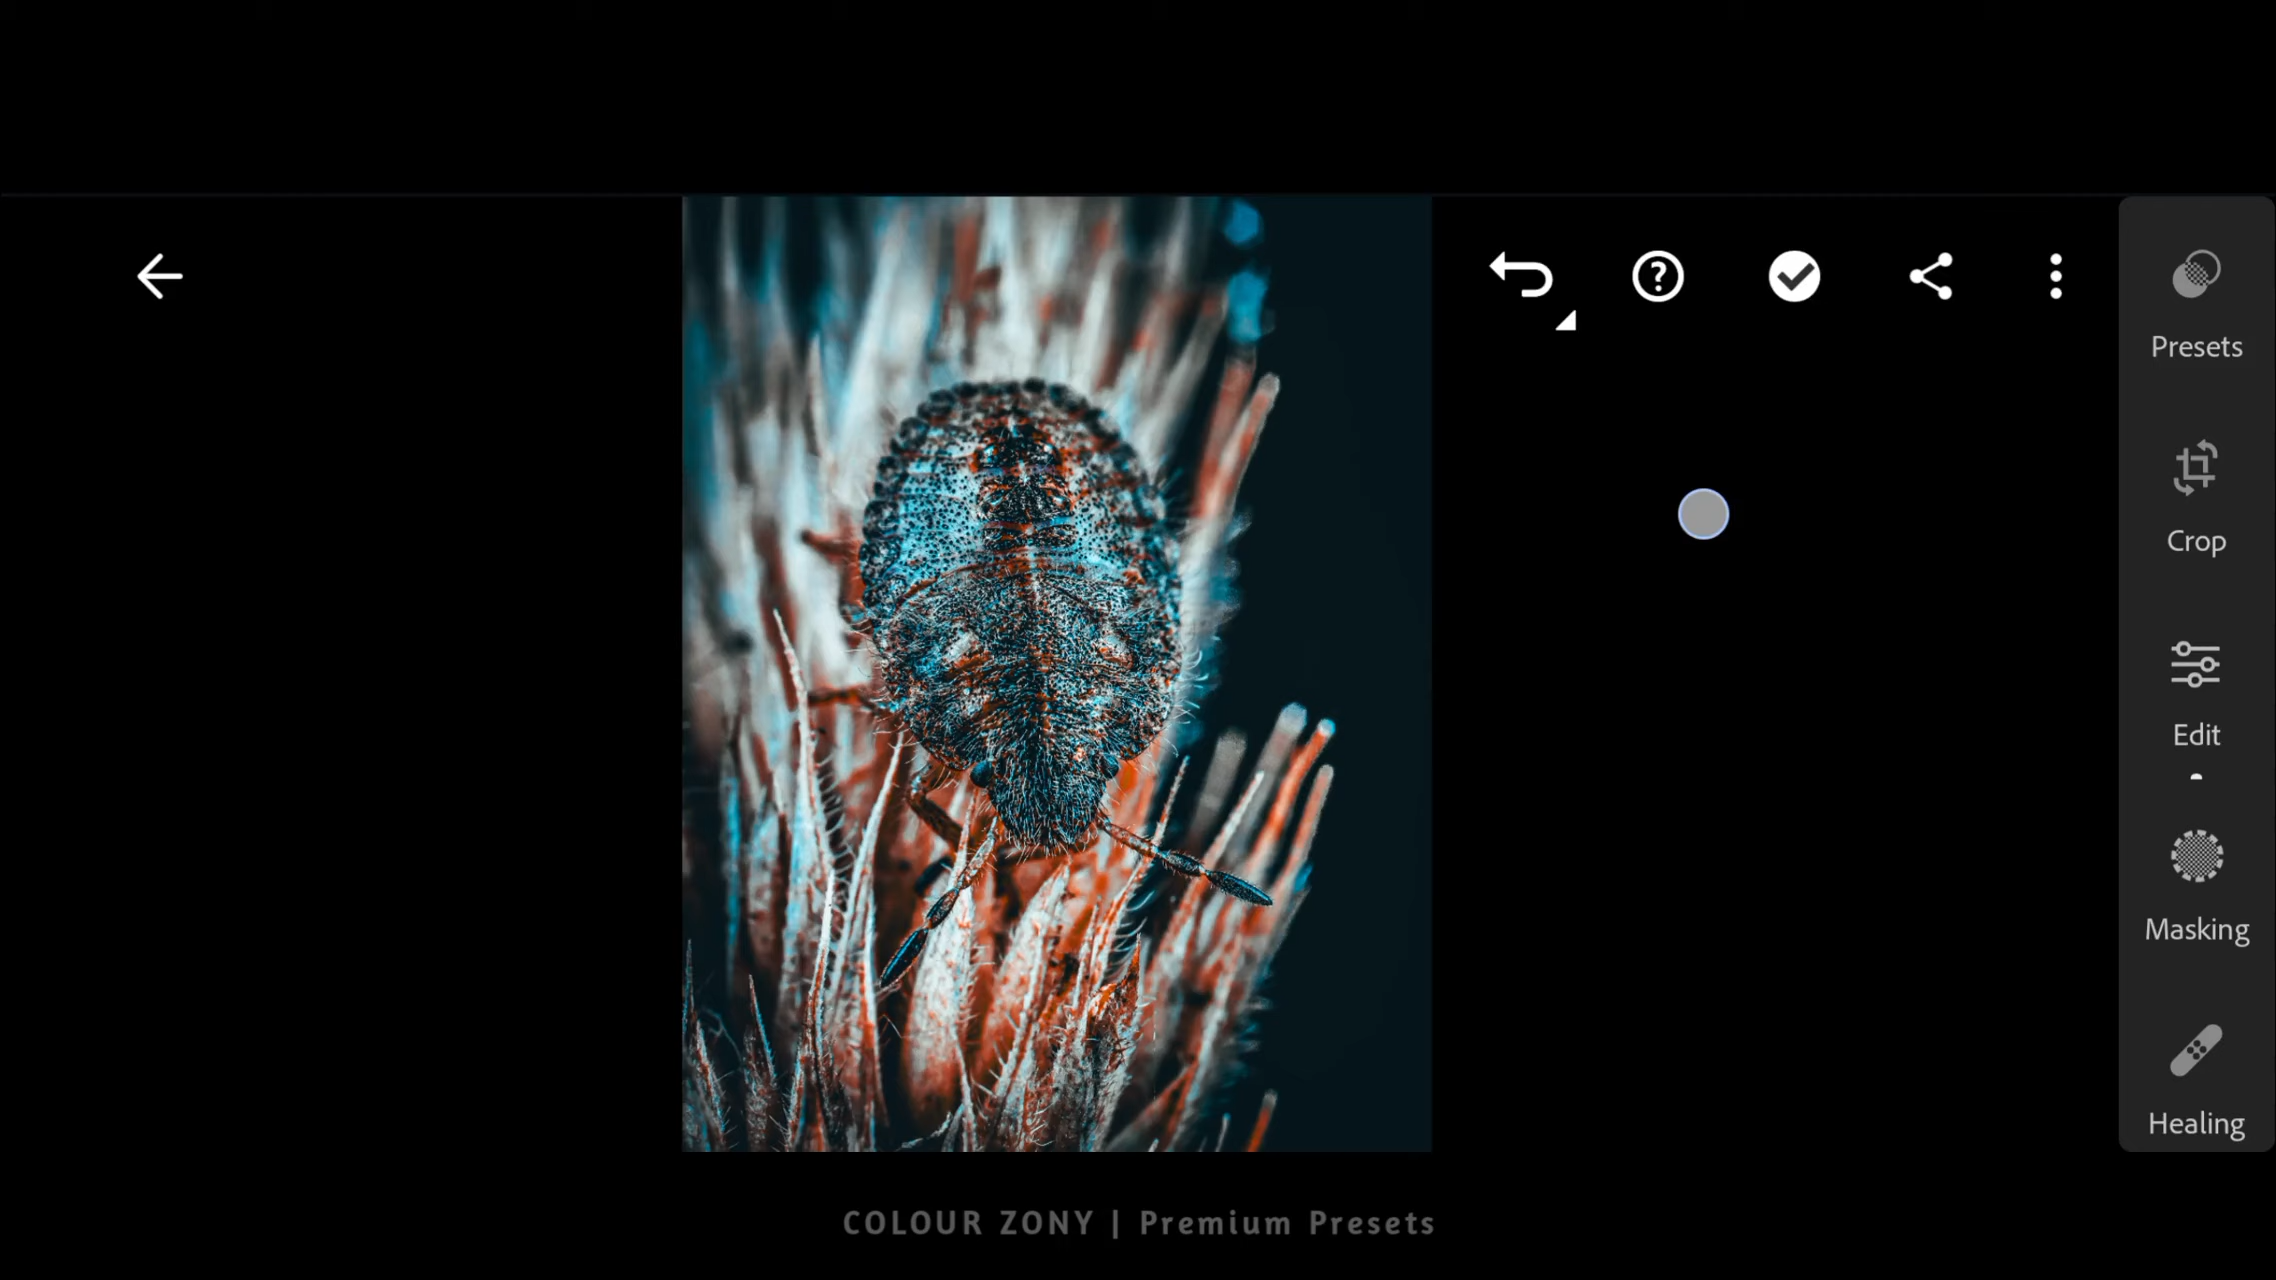 Presets
Crop
Edit
Masking
Healing
COLOUR ZONY | Premium Presets